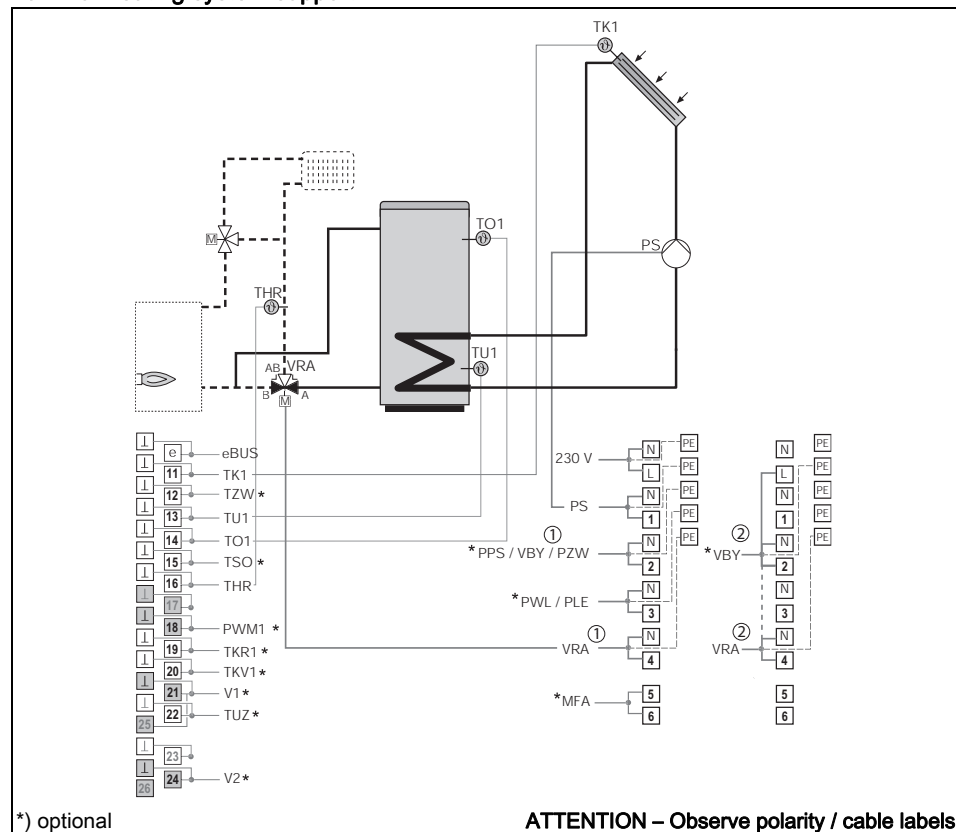 TK1
TO1
PS
THR
TU1
AB VRA
B A
M
M
⊥
e eBUS
⊥
11 TK1
⊥
12 TZW *
⊥
13 TU1
⊥
14 TO1
⊥
15 TSO *
⊥
16 THR
⊥
17
⊥
18 PWM1 *
⊥
19 TKR1 *
⊥
20 TKV1 *
⊥
21 V1 *
⊥
22 TUZ *
25
⊥
23
⊥
24 V2 *
26
230 V N PE
L PE
PS N PE
1 PE
① PE
* PPS / VBY / PZW N
2
* PWL / PLE N
3
① VRA N
4
* MFA 5
6
N PE
L PE
N PE
1 PE
② PE
* VBY N
2
N
3
② VRA N
4
5
6
*) optional
ATTENTION – Observe polarity / cable labels